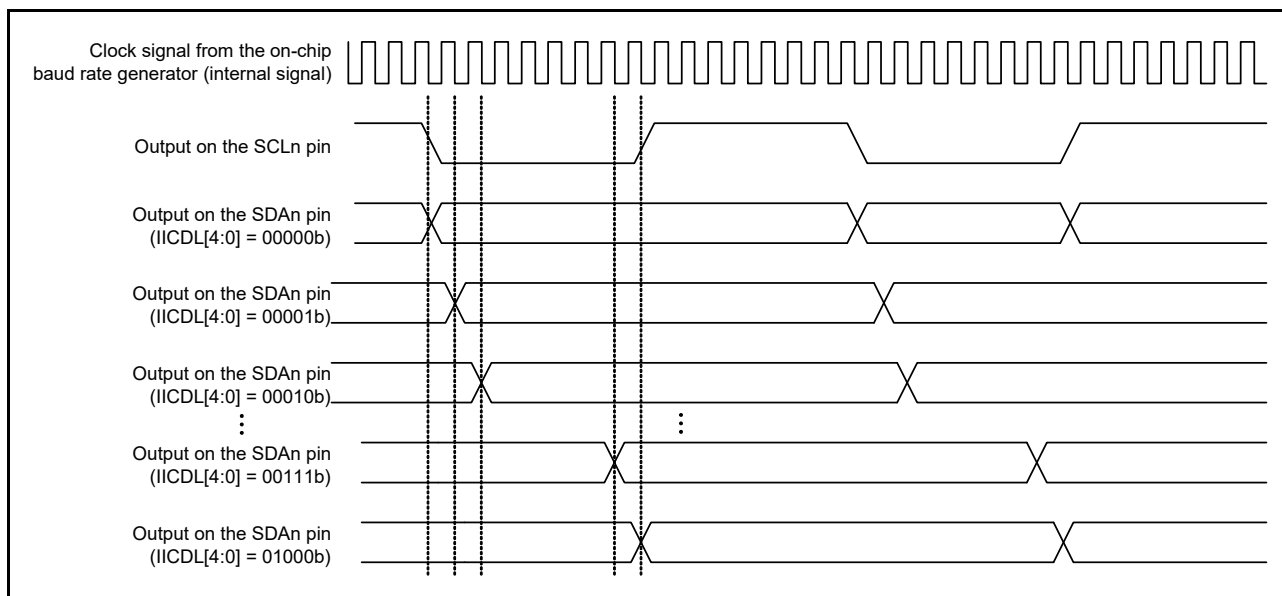 Clock signal from the on-chip
baud rate generator (internal signal)
Output on the SCLn pin
Output on the SDAn pin
(IICDL[4:0] = 00000b)
Output on the SDAn pin
(IICDL[4:0] = 00001b)
Output on the SDAn pin
(IICDL[4:0] = 00010b)
Output on the SDAn pin
(IICDL[4:0] = 00111b)
Output on the SDAn pin
(IICDL[4:0] = 01000b)